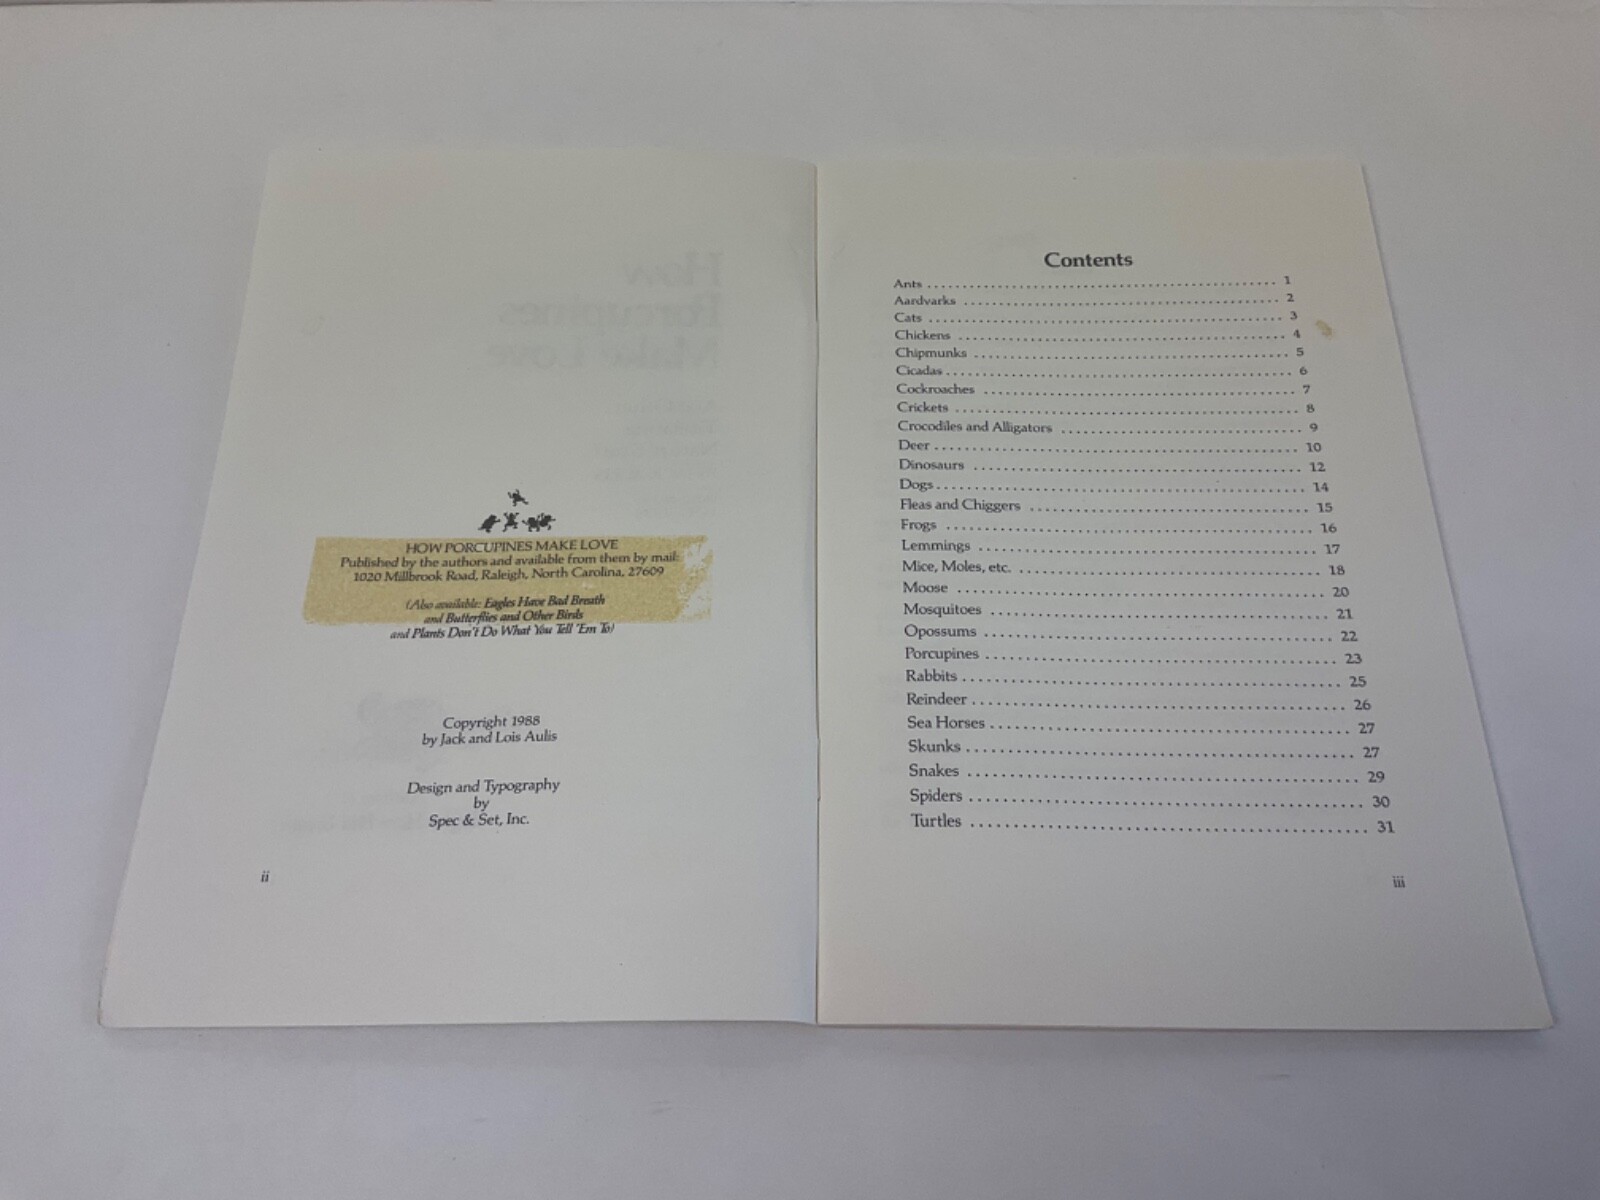 HOW PORCUPINES MAKE LOVE
Published by the authors and available from them by mail:
1020 Millbrook Road, Raleigh, North Carolina, 27609
(Also available: Eagles Have Bad Breath
and Butterflies and Other Birds
and Plants Don't Do What You Tell 'Em To)
Copyright 1988
by Jack and Lois Aulis
Design and Typography
by
Spec & Set, Inc.
ii
Contents
Ants 1
Aardvarks 2
Cats 3
Chickens 4
Chipmunks 5
Cicadas 6
Cockroaches 7
Crickets 8
Crocodiles and Alligators 9
Deer 10
Dinosaurs 12
Dogs 14
Fleas and Chiggers 15
Frogs 16
Lemmings 17
Mice, Moles, etc. 18
Moose 20
Mosquitoes 21
Opossums 22
Porcupines 23
Rabbits 25
Reindeer 26
Sea Horses 27
Skunks 27
Snakes 29
Spiders 30
Turtles 31
iii